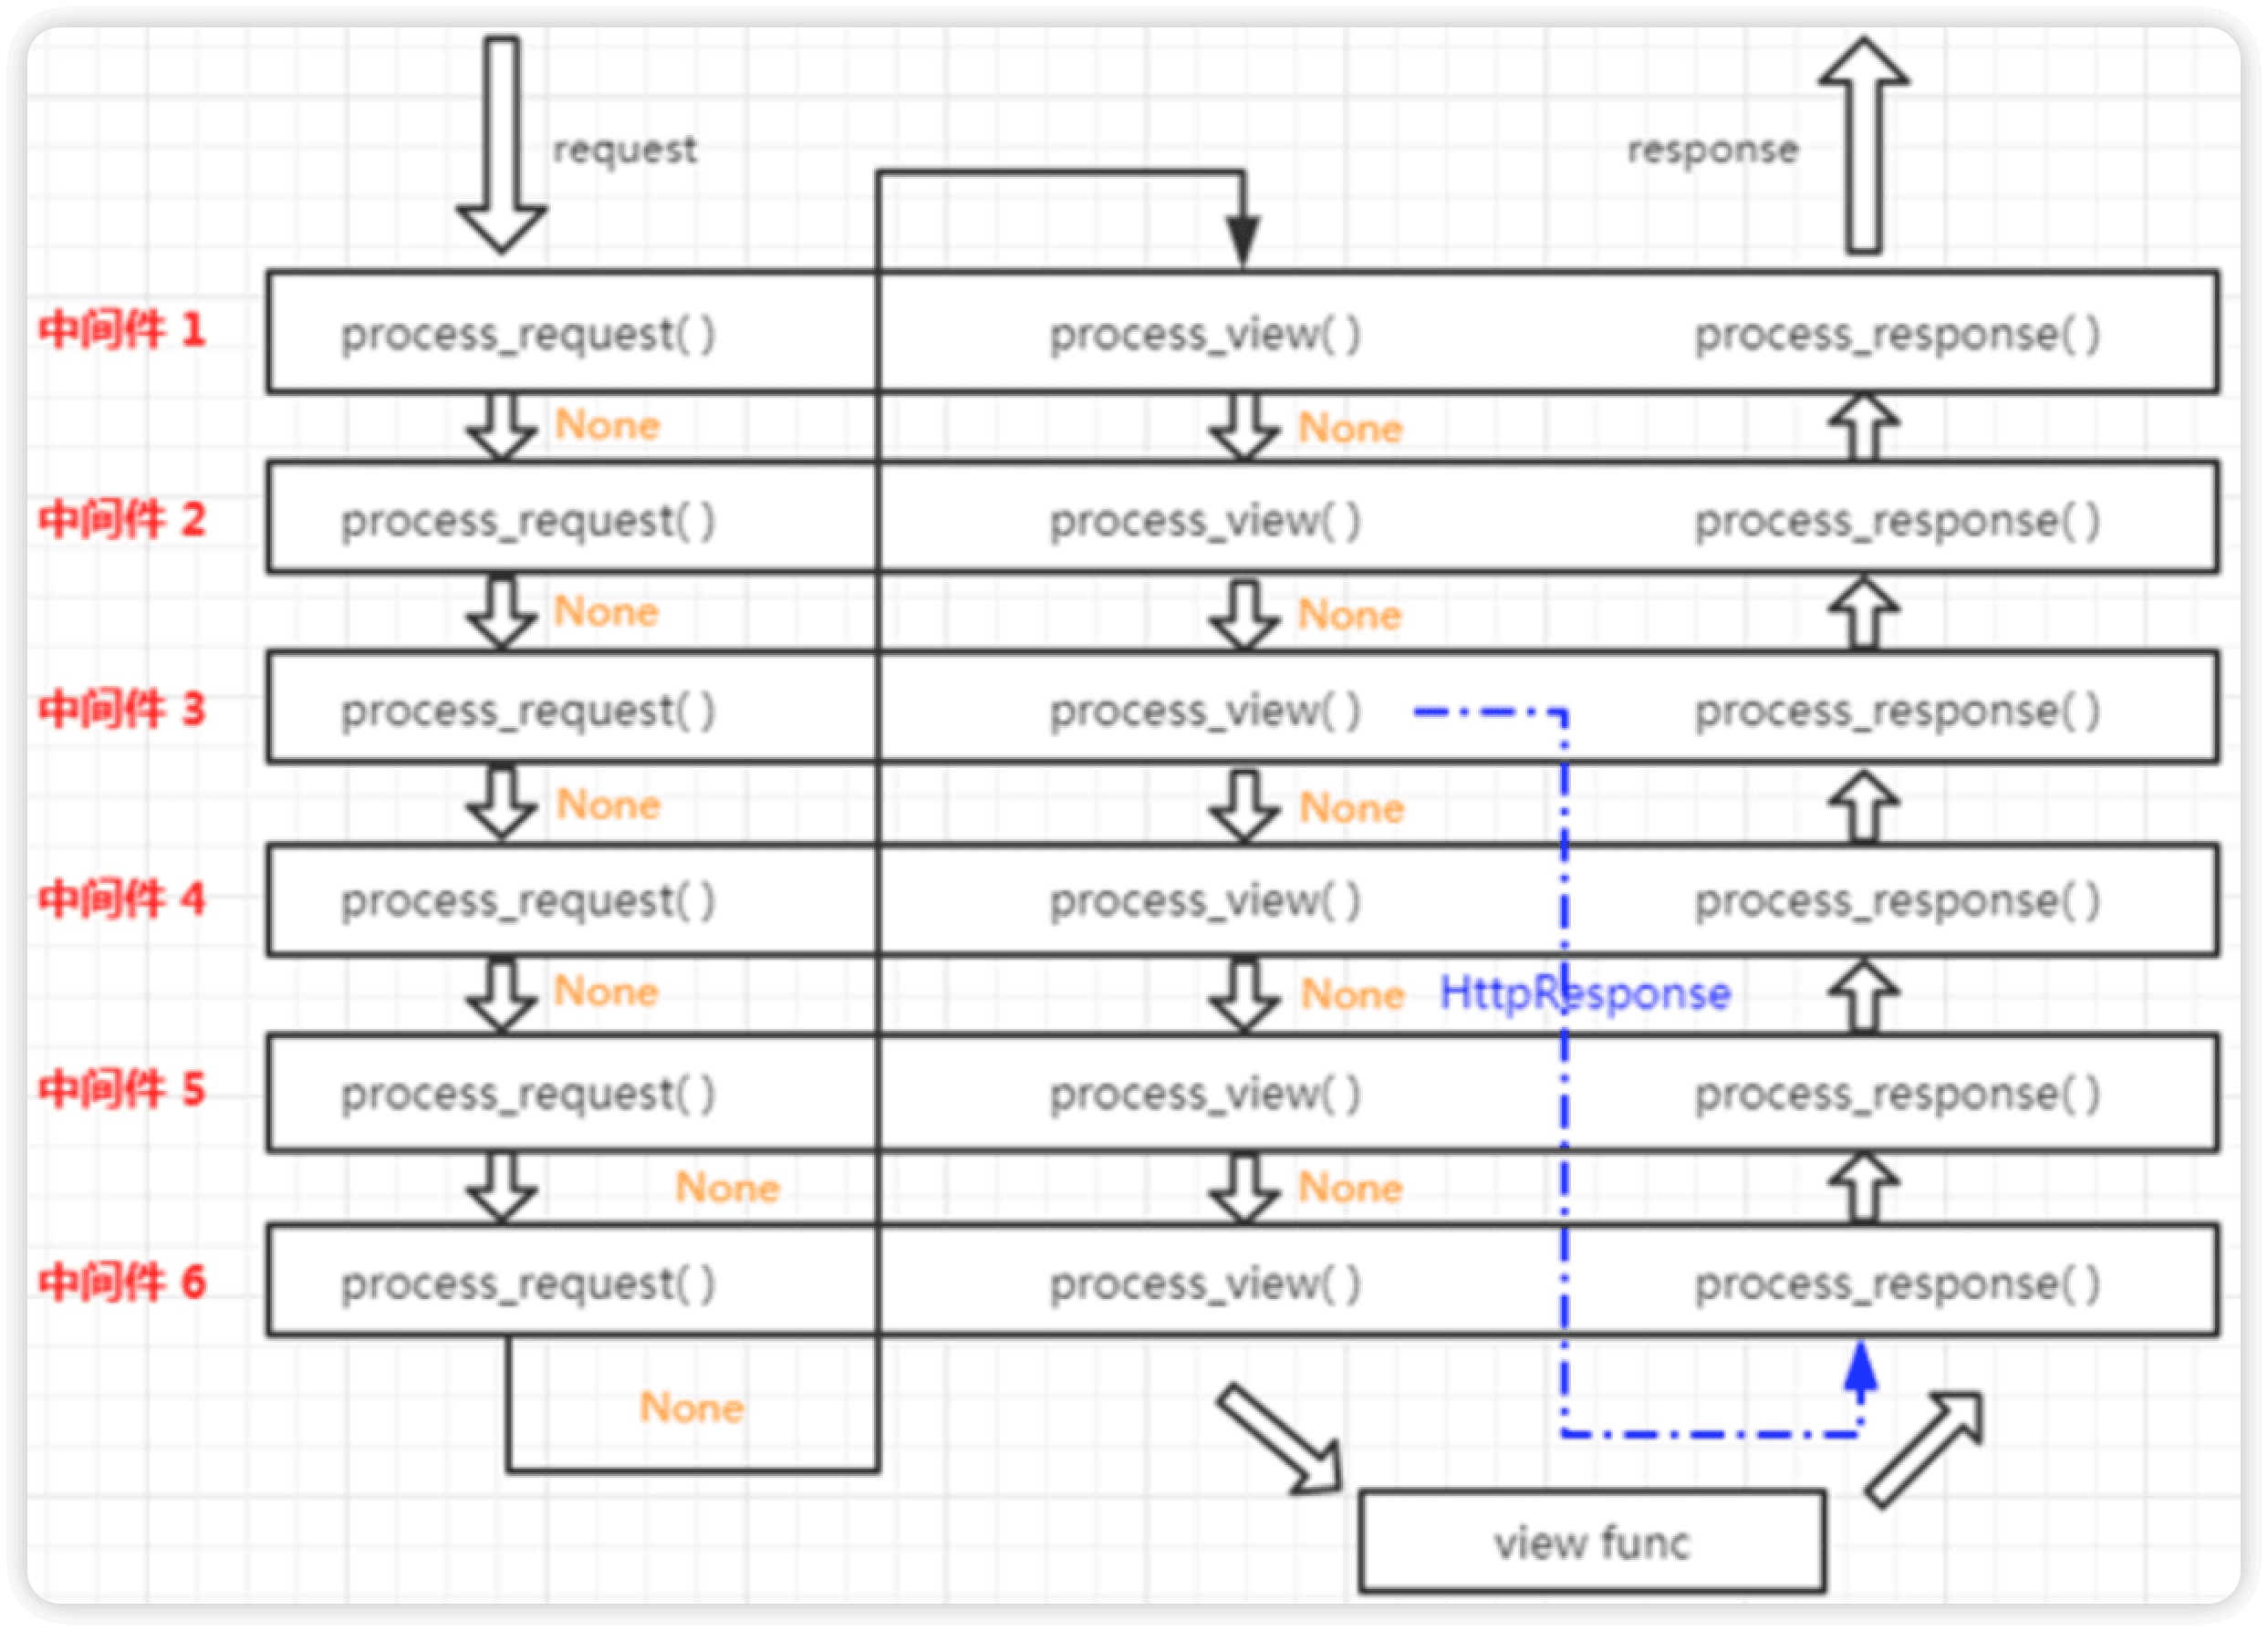 request
response
中间件 1
process_request( )
process_view( )
process_response( )
None
None
中间件 2
process_request( )
process_view( )
process_response( )
None
None
中间件 3
process_request( )
process_view( )
process_response( )
None
None
中间件 4
process_request( )
process_view( )
process_response( )
None
None
HttpResponse
中间件 5
process_request( )
process_view( )
process_response( )
None
None
中间件 6
process_request( )
process_view( )
process_response( )
None
view func